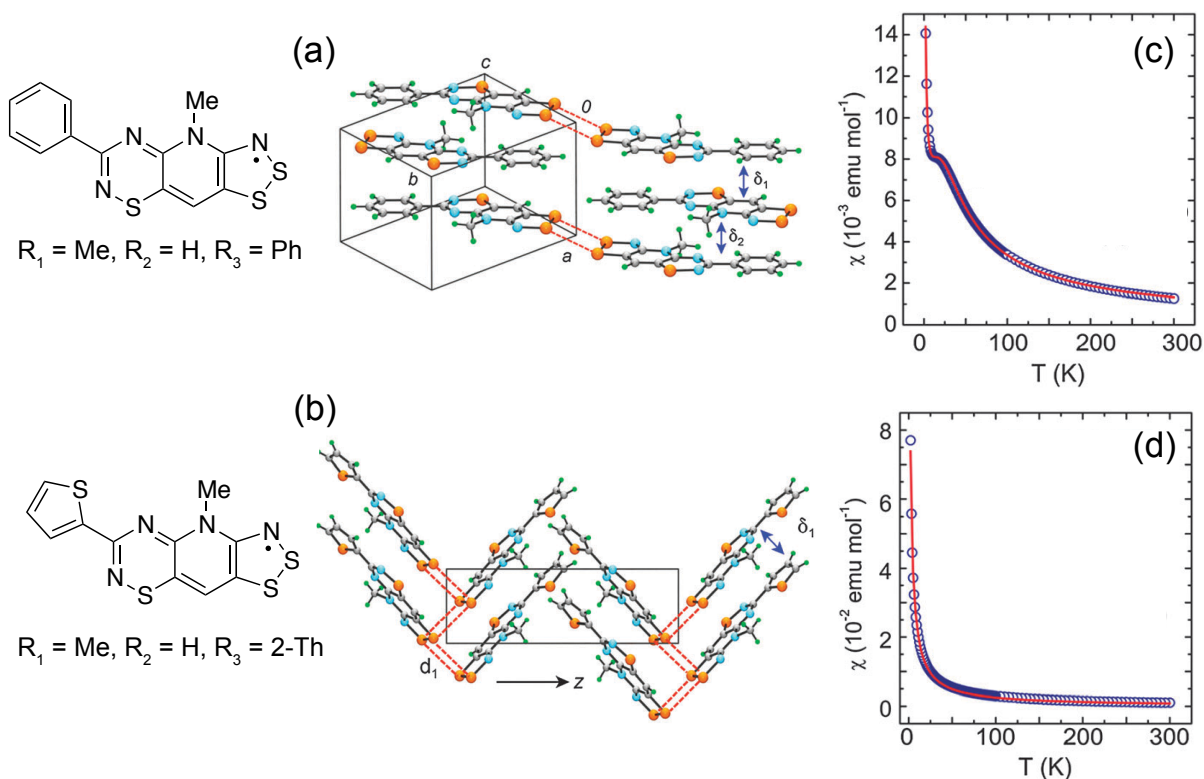 (a)
Me
N
N
N
N
S
S
S
R₁ = Me, R₂ = H, R₃ = Ph
c
0
b
a
δ₁
δ₂
(c)
χ (10⁻³ emu mol⁻¹)
14
12
10
8
6
4
2
0
0 100 200 300
T (K)
(b)
S
Me
N
N
N
N
S
S
S
R₁ = Me, R₂ = H, R₃ = 2-Th
d₁
z
δ₁
(d)
χ (10⁻² emu mol⁻¹)
8
6
4
2
0
0 100 200 300
T (K)